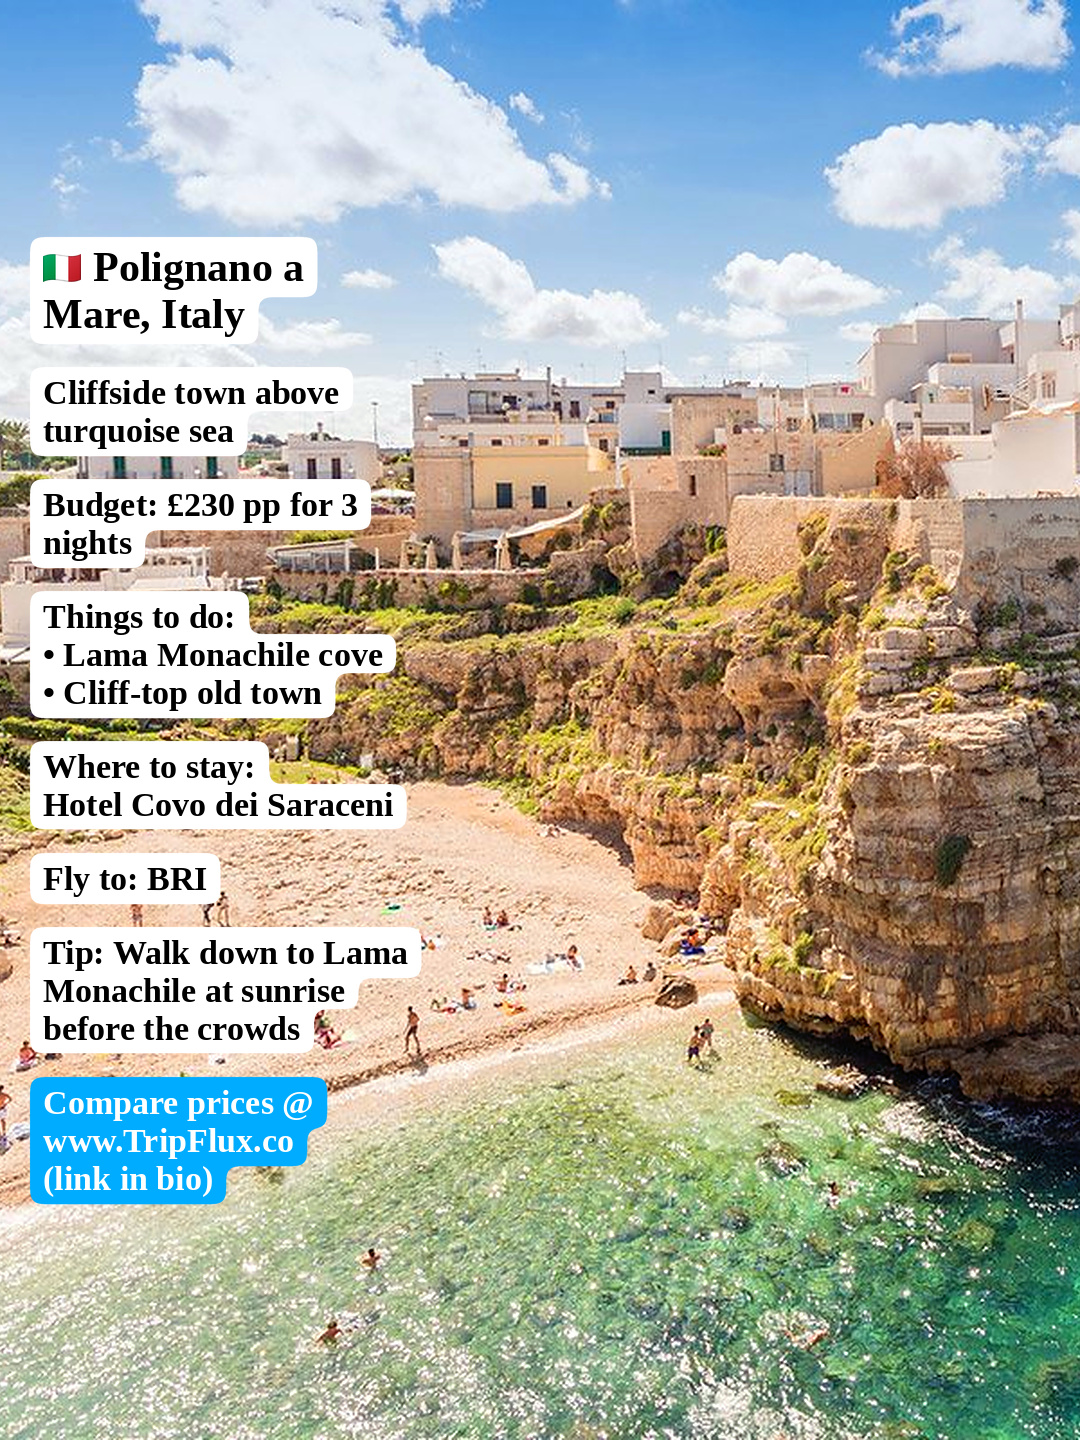 🇮🇹 Polignano a
Mare, Italy
Cliffside town above
turquoise sea
Budget: £230 pp for 3
nights
Things to do:
• Lama Monachile cove
• Cliff-top old town
Where to stay:
Hotel Covo dei Saraceni
Fly to: BRI
Tip: Walk down to Lama
Monachile at sunrise
before the crowds
Compare prices @
www.TripFlux.co
(link in bio)